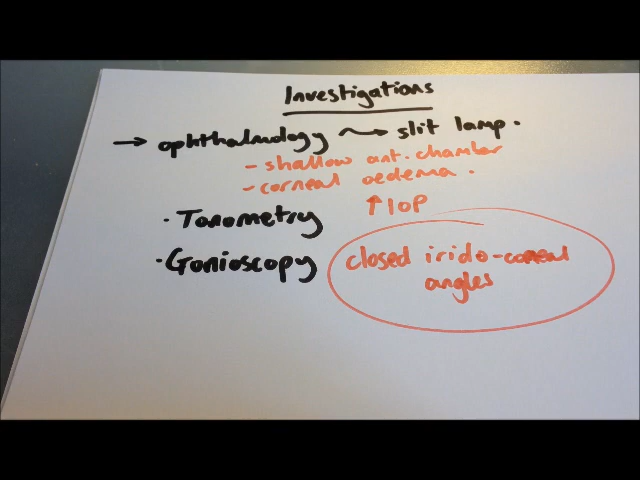 Investigations
→ ophthalmology → slit lamp.
- shallow ant. chamber
- corneal oedema.
· Tonometry ↑ IOP
· Gonioscopy closed irido-corneal
angles